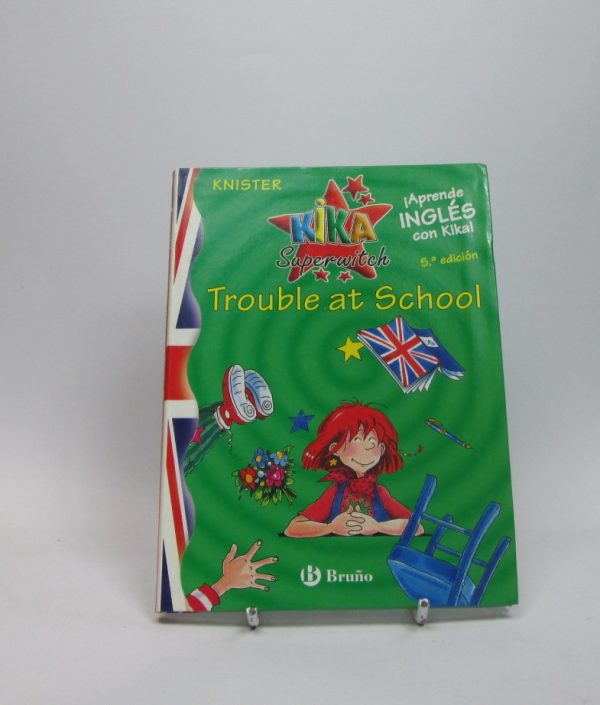 KNISTER
KIKA
Superwitch
¡Aprende
INGLÉS
con Kika!
5.ª edición
Trouble at School
Bruño